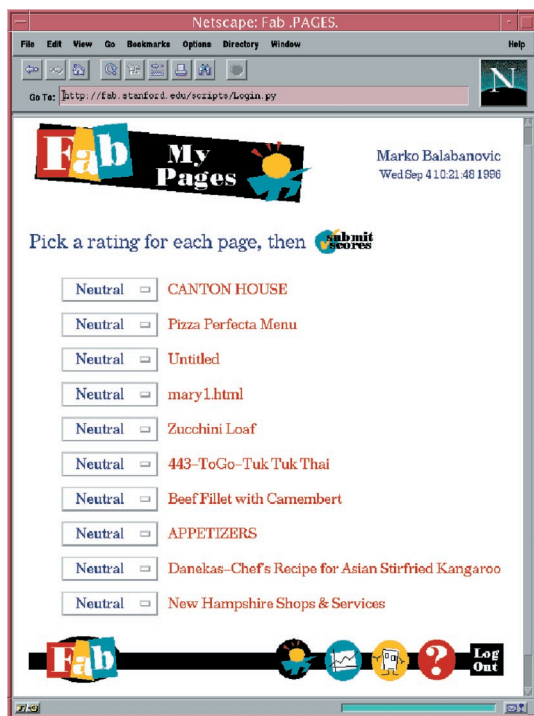 Netscape: Fab .PAGES.
File Edit View Go Bookmarks Options Directory Window Help
N
Go To: http://fab.stanford.edu/scripts/Login.py
Fab
My
Pages
Marko Balabanovic
Wed Sep 4 10:21:48 1996
Pick a rating for each page, then submit scores
Neutral CANTON HOUSE
Neutral Pizza Perfecta Menu
Neutral Untitled
Neutral mary1.html
Neutral Zucchini Loaf
Neutral 443-ToGo-Tuk Tuk Thai
Neutral Beef Fillet with Camembert
Neutral APPETIZERS
Neutral Danekas-Chef's Recipe for Asian Stirfried Kangaroo
Neutral New Hampshire Shops & Services
Fab ? Log
Out